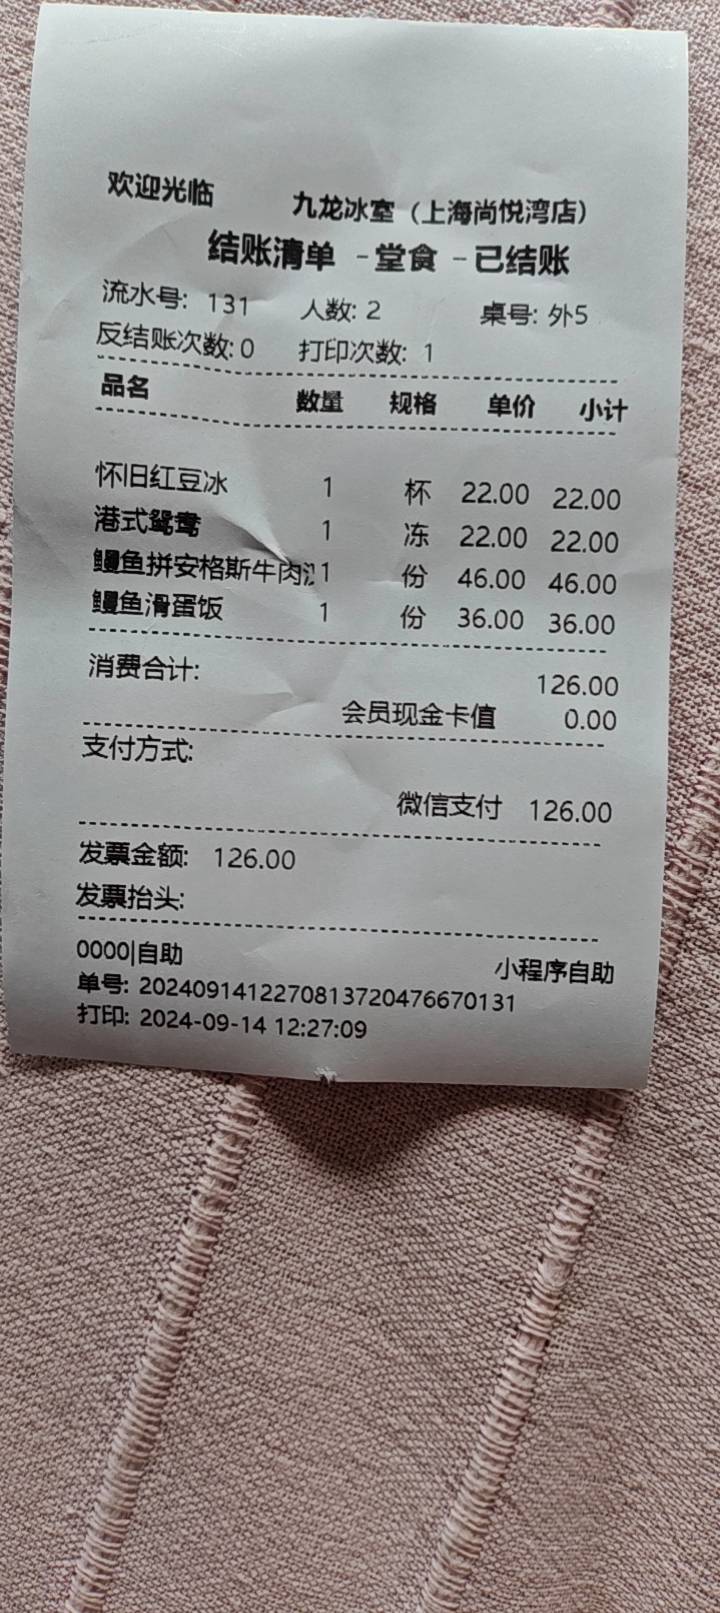 欢迎光临 九龙冰室（上海尚悦湾店）
结账清单 -堂食 -已结账
流水号: 131 人数: 2 桌号: 外5
反结账次数: 0 打印次数: 1
品名 数量 规格 单价 小计
怀旧红豆冰 1 杯 22.00 22.00
港式鸳鸯 1 冻 22.00 22.00
鳗鱼拼安格斯牛肉 1 份 46.00 46.00
鳗鱼滑蛋饭 1 份 36.00 36.00
消费合计: 126.00
会员现金卡值 0.00
支付方式:
微信支付 126.00
发票金额: 126.00
发票抬头:
0000|自助 小程序自助
单号: 2024091412270813720476670131
打印: 2024-09-14 12:27:09